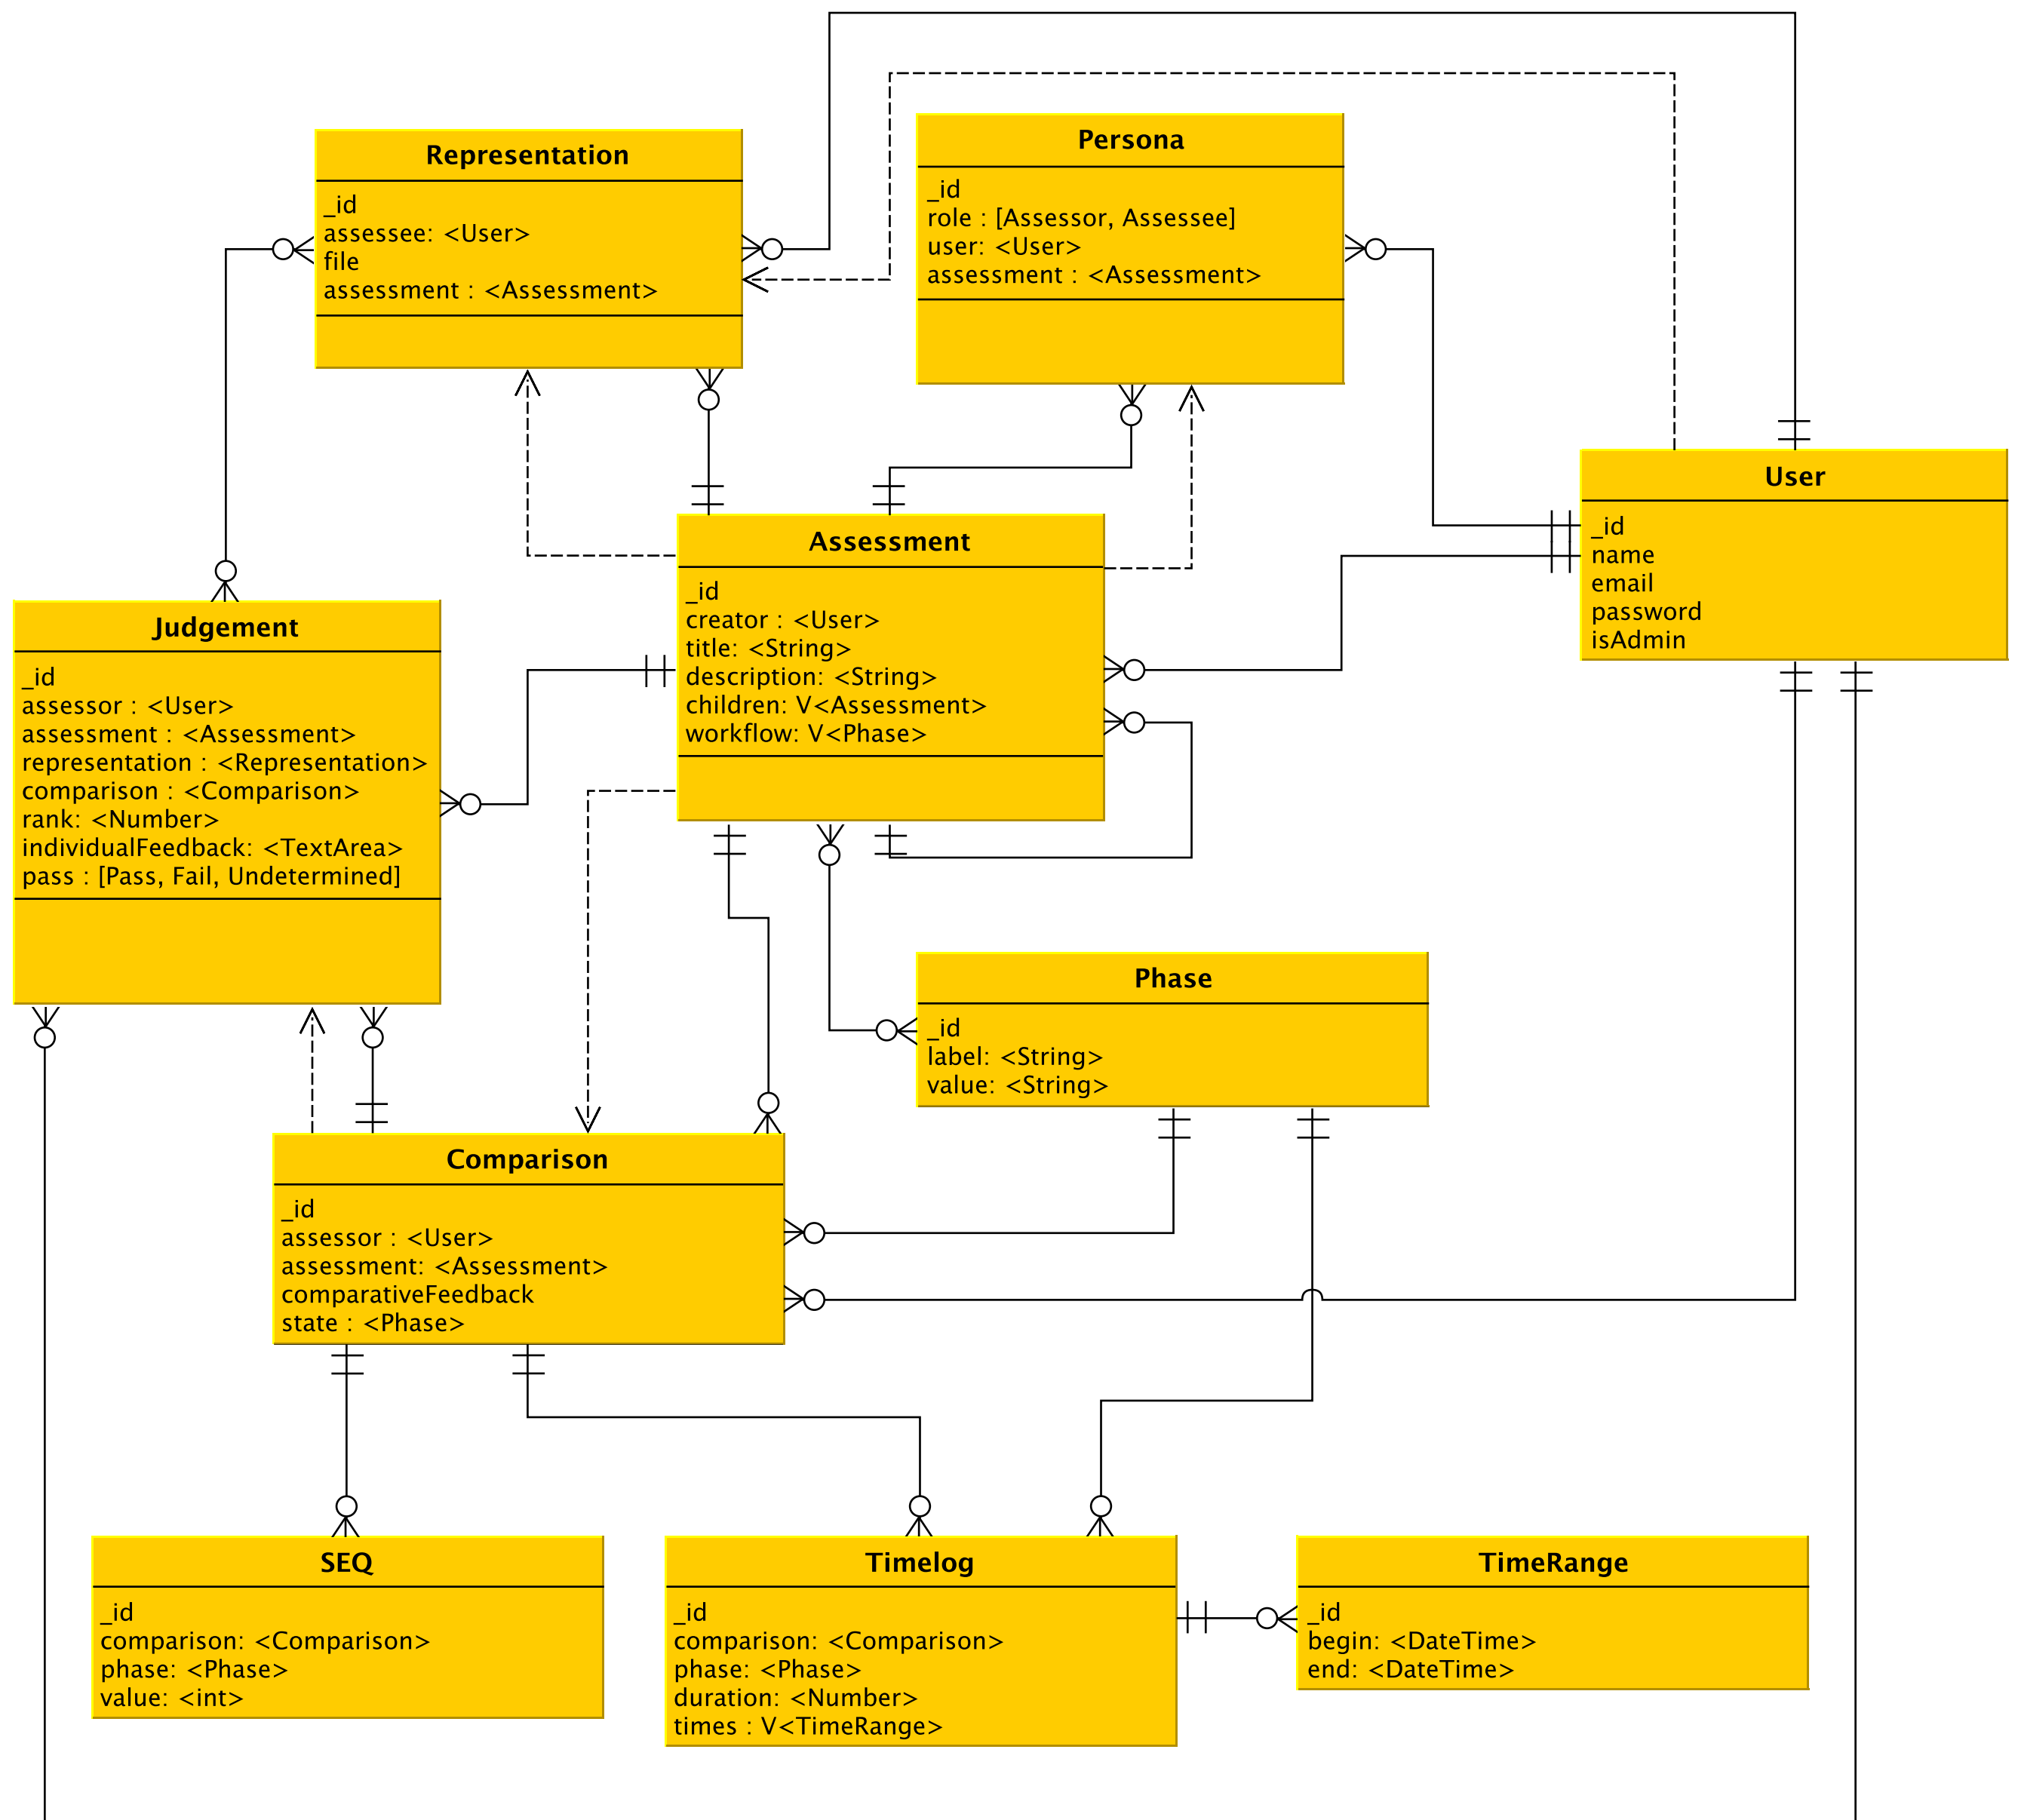 Representation
_id
assessee: <User>
file
assessment : <Assessment>
Persona
_id
role : [Assessor, Assessee]
user: <User>
assessment : <Assessment>
User
_id
name
email
password
isAdmin
Assessment
_id
creator : <User>
title: <String>
description: <String>
children: V<Assessment>
workflow: V<Phase>
Judgement
_id
assessor : <User>
assessment : <Assessment>
representation : <Representation>
comparison : <Comparison>
rank: <Number>
individualFeedback: <TextArea>
pass : [Pass, Fail, Undetermined]
Phase
_id
label: <String>
value: <String>
Comparison
_id
assessor : <User>
assessment: <Assessment>
comparativeFeedback
state : <Phase>
SEQ
_id
comparison: <Comparison>
phase: <Phase>
value: <int>
Timelog
_id
comparison: <Comparison>
phase: <Phase>
duration: <Number>
times : V<TimeRange>
TimeRange
_id
begin: <DateTime>
end: <DateTime>